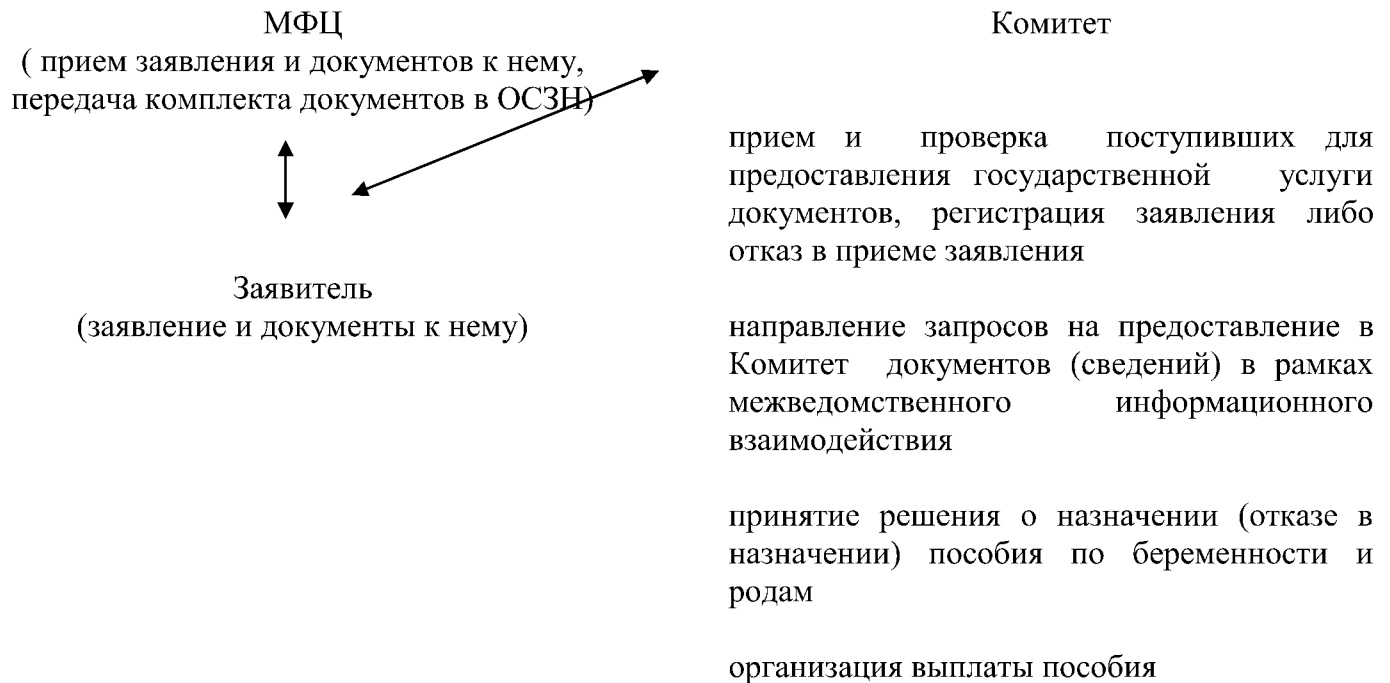 МФЦ
( прием заявления и документов к нему,
передача комплекта документов в ОСЗН)
Заявитель
(заявление и документы к нему)
Комитет
прием и проверка поступивших для
предоставления государственной услуги
документов, регистрация заявления либо
отказ в приеме заявления
направление запросов на предоставление в
Комитет документов (сведений) в рамках
межведомственного информационного
взаимодействия
принятие решения о назначении (отказе в
назначении) пособия по беременности и
родам
организация выплаты пособия